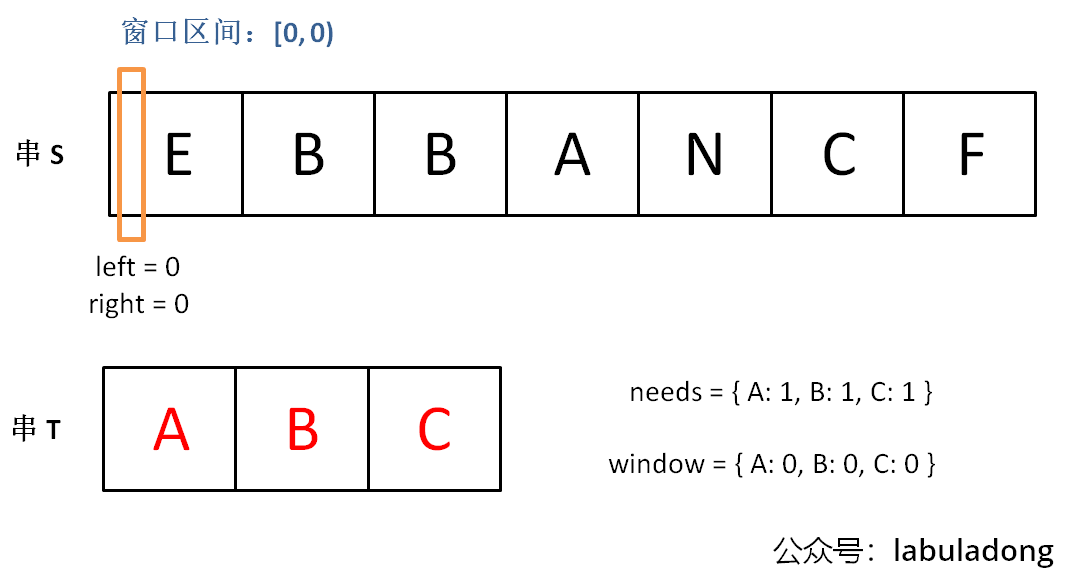 窗口区间：[0, 0)
串 S E B B A N C F
left = 0
right = 0
串 T A B C
needs = { A: 1, B: 1, C: 1 }
window = { A: 0, B: 0, C: 0 }
公众号：labuladong